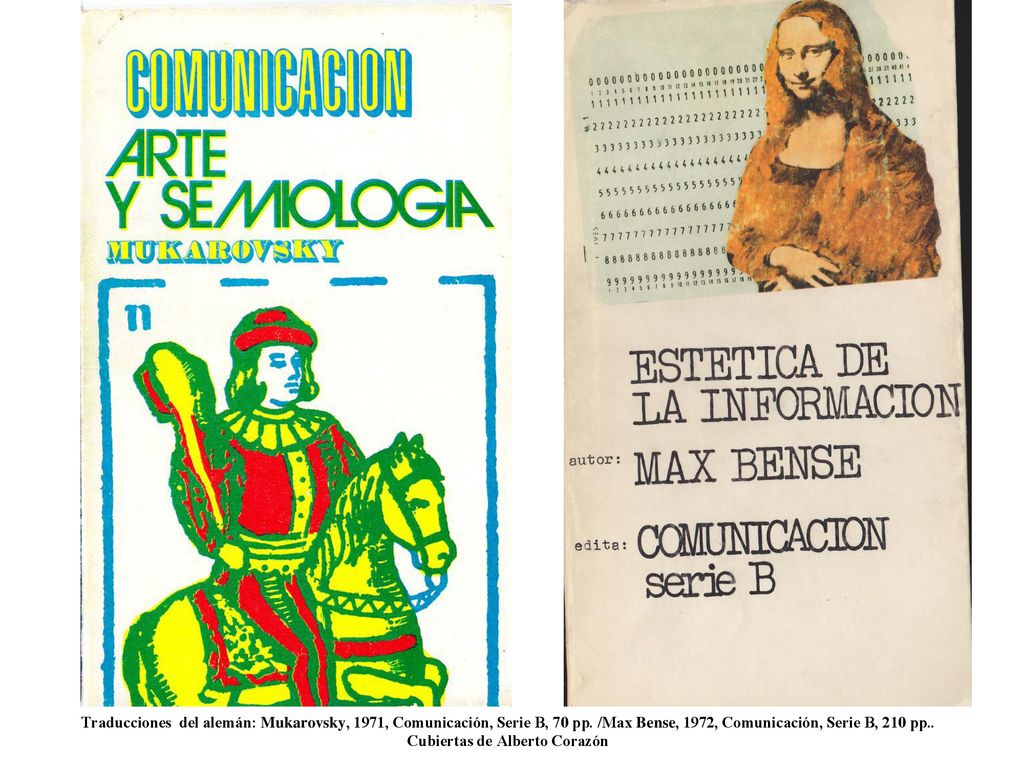 COMUNICACION
ARTE
Y SEMIOLOGIA
MUKAROVSKY
11
ESTETICA DE
LA INFORMACION
autor: MAX BENSE
edita: COMUNICACION
serie B
Traducciones del alemán: Mukarovsky, 1971, Comunicación, Serie B, 70 pp. /Max Bense, 1972, Comunicación, Serie B, 210 pp..
Cubiertas de Alberto Corazón